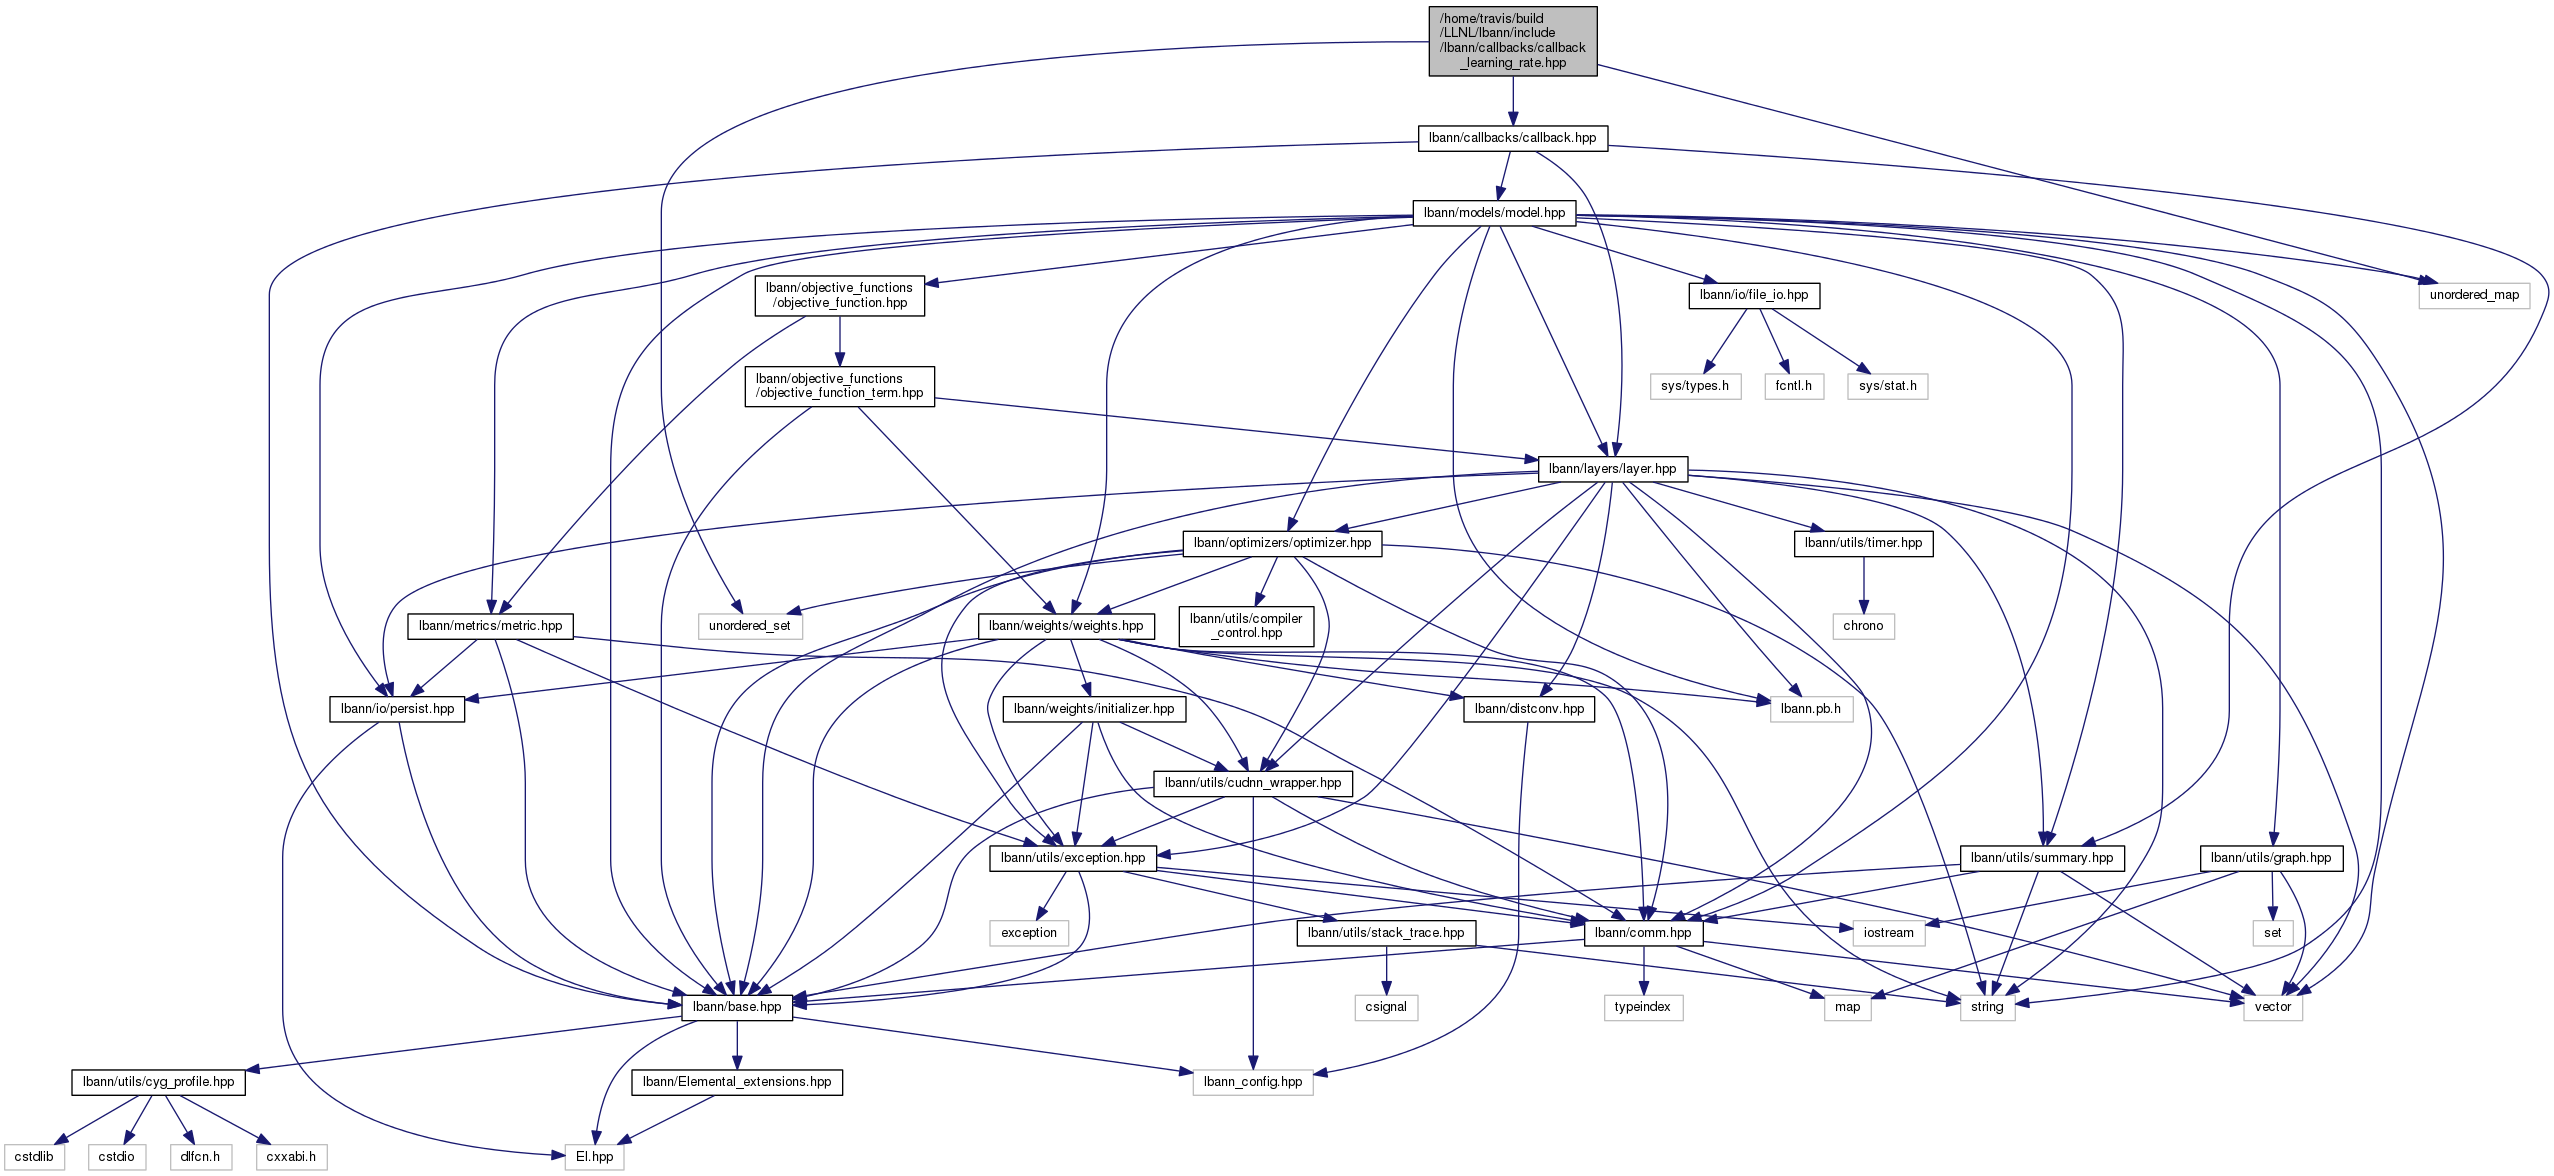 /home/travis/build
/LLNL/lbann/include
/lbann/callbacks/callback
_learning_rate.hpp
lbann/callbacks/callback.hpp
lbann/models/model.hpp
lbann/objective_functions
/objective_function.hpp
lbann/io/file_io.hpp
unordered_map
lbann/objective_functions
/objective_function_term.hpp
sys/types.h
fcntl.h
sys/stat.h
lbann/layers/layer.hpp
lbann/optimizers/optimizer.hpp
lbann/utils/timer.hpp
lbann/metrics/metric.hpp
unordered_set
lbann/weights/weights.hpp
lbann/utils/compiler
_control.hpp
chrono
lbann/io/persist.hpp
lbann/weights/initializer.hpp
lbann/distconv.hpp
lbann.pb.h
lbann/utils/cudnn_wrapper.hpp
lbann/utils/exception.hpp
lbann/utils/summary.hpp
lbann/utils/graph.hpp
exception
lbann/utils/stack_trace.hpp
lbann/comm.hpp
iostream
set
lbann/base.hpp
csignal
typeindex
map
string
vector
lbann/utils/cyg_profile.hpp
lbann/Elemental_extensions.hpp
lbann_config.hpp
cstdlib
cstdio
dlfcn.h
cxxabi.h
El.hpp